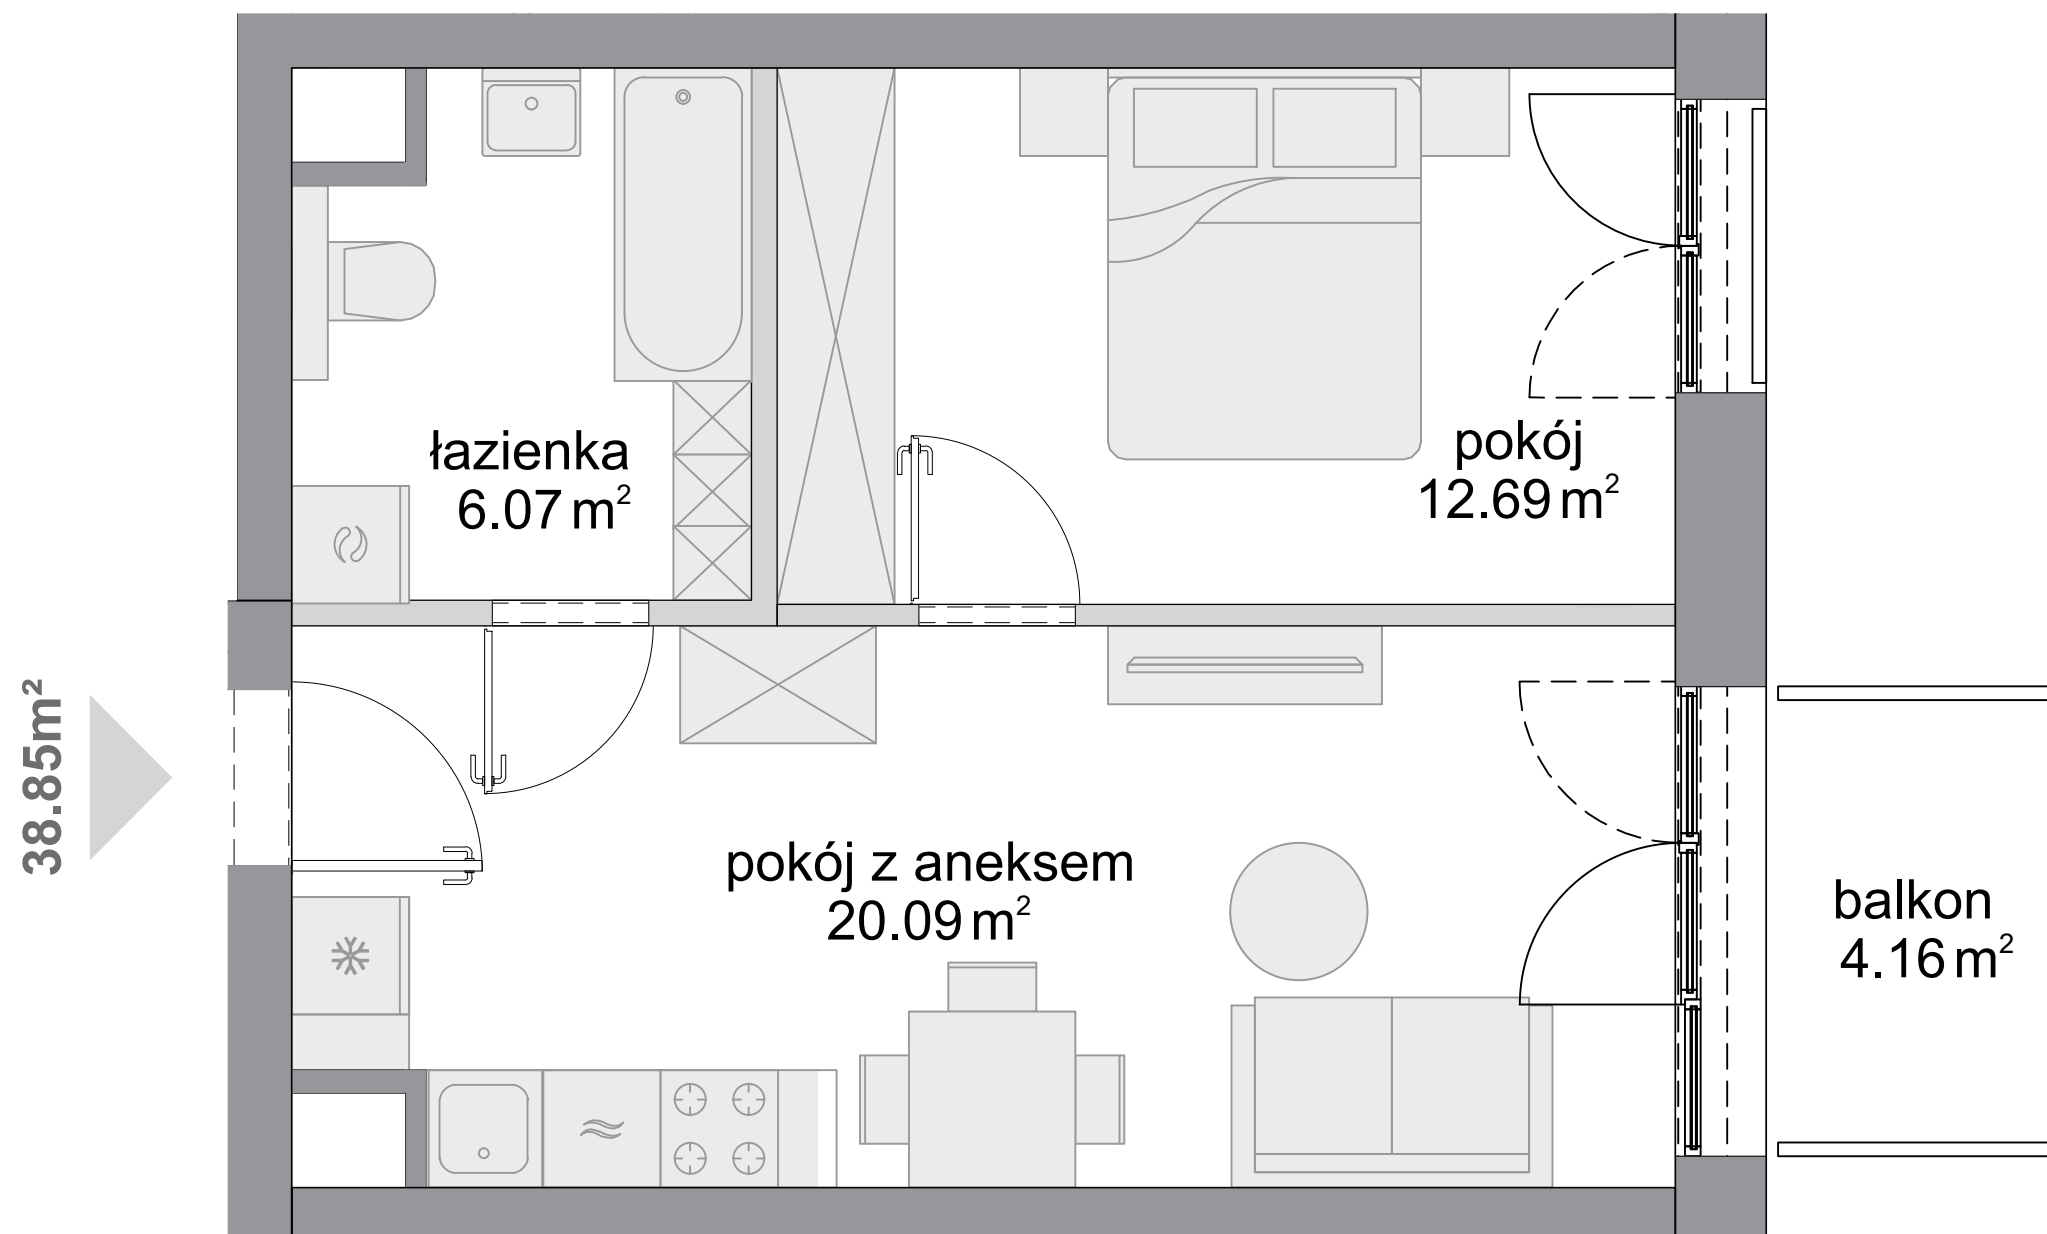 łazienka
6.07 m²
pokój
12.69 m²
38.85m²
pokój z aneksem
20.09 m²
balkon
4.16 m²